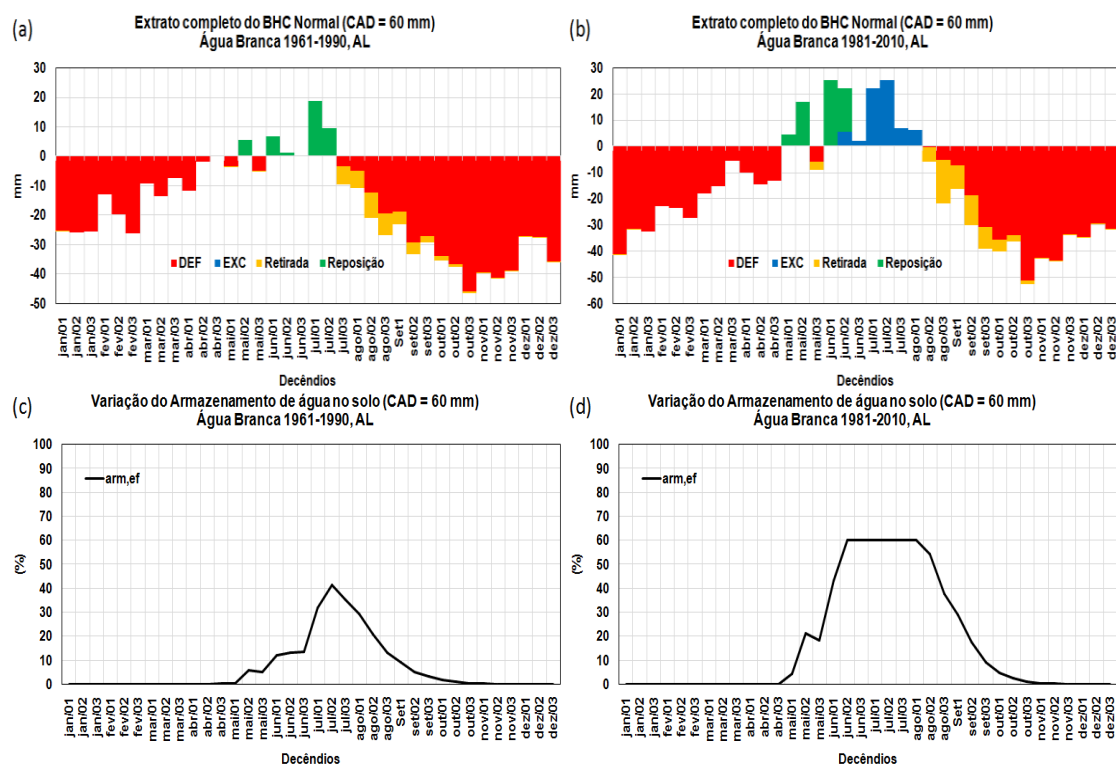 (a)
Extrato completo do BHC Normal (CAD = 60 mm)
Água Branca 1961-1990, AL
30
20
10
0
-10
-20
-30
-40
-50
mm
DEF EXC Retirada Reposição
jan/01 jan/02 jan/03 fev/01 fev/02 fev/03 mar/01 mar/02 mar/03 abr/01 abr/02 abr/03 mai/01 mai/02 mai/03 jun/01 jun/02 jun/03 jul/01 jul/02 jul/03 ago/01 ago/02 ago/03 Set1 set/02 set/03 out/01 out/02 out/03 nov/01 nov/02 nov/03 dez/01 dez/02 dez/03
Decêndios
(b)
Extrato completo do BHC Normal (CAD = 60 mm)
Água Branca 1981-2010, AL
30
20
10
0
-10
-20
-30
-40
-50
-60
mm
DEF EXC Retirada Reposição
jan/01 jan/02 jan/03 fev/01 fev/02 fev/03 mar/01 mar/02 mar/03 abr/01 abr/02 abr/03 mai/01 mai/02 mai/03 jun/01 jun/02 jun/03 jul/01 jul/02 jul/03 ago/01 ago/02 ago/03 Set1 set/02 set/03 out/01 out/02 out/03 nov/01 nov/02 nov/03 dez/01 dez/02 dez/03
Decêndios
(c)
Variação do Armazenamento de água no solo (CAD = 60 mm)
Água Branca 1961-1990, AL
100
90
80
70
60
50
40
30
20
10
0
(%)
arm,ef
jan/01 jan/02 jan/03 fev/01 fev/02 fev/03 mar/01 mar/02 mar/03 abr/01 abr/02 abr/03 mai/01 mai/02 mai/03 jun/01 jun/02 jun/03 jul/01 jul/02 jul/03 ago/01 ago/02 ago/03 Set1 set/02 set/03 out/01 out/02 out/03 nov/01 nov/02 nov/03 dez/01 dez/02 dez/03
Decêndios
(d)
Variação do Armazenamento de água no solo (CAD = 60 mm)
Água Branca 1981-2010, AL
100
90
80
70
60
50
40
30
20
10
0
(%)
arm,ef
jan/01 jan/02 jan/03 fev/01 fev/02 fev/03 mar/01 mar/02 mar/03 abr/01 abr/02 abr/03 mai/01 mai/02 mai/03 jun/01 jun/02 jun/03 jul/01 jul/02 jul/03 ago/01 ago/02 ago/03 Set1 set/02 set/03 out/01 out/02 out/03 nov/01 nov/02 nov/03 dez/01 dez/02 dez/03
Decêndios